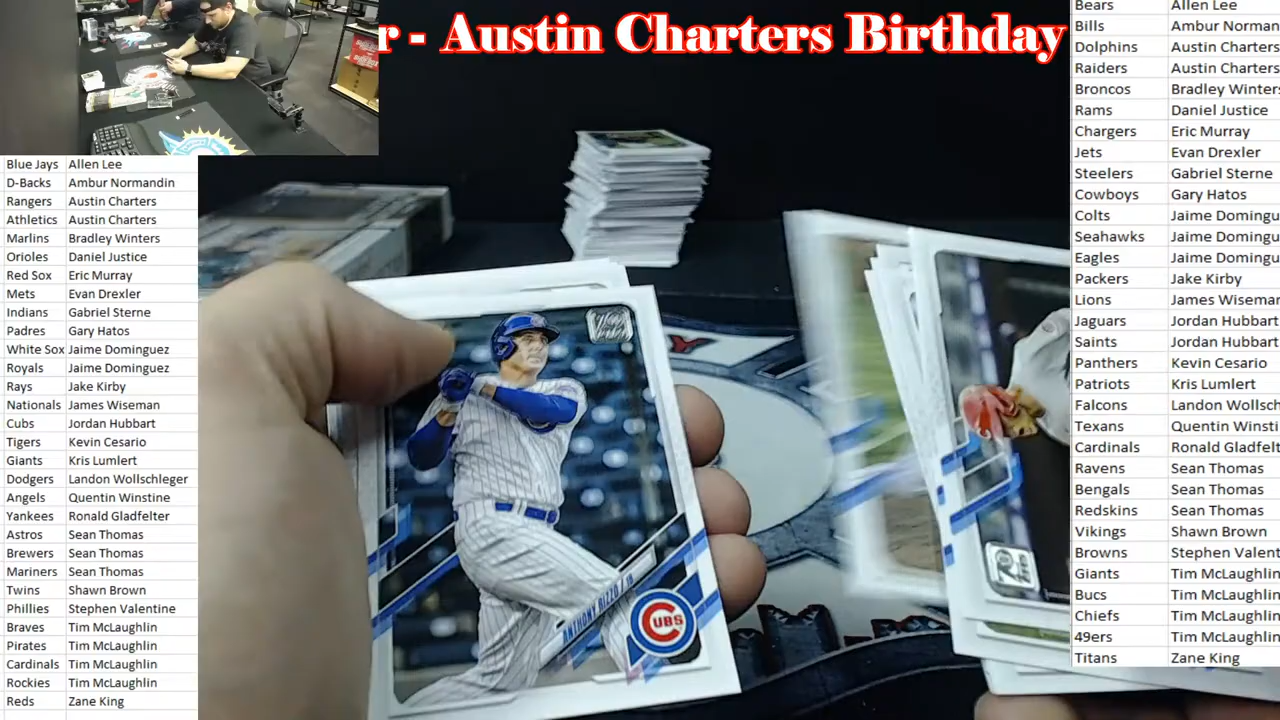 r - Austin Charters Birthday
Blue Jays Allen Lee
D-Backs Ambur Normandin
Rangers Austin Charters
Athletics Austin Charters
Marlins Bradley Winters
Orioles Daniel Justice
Red Sox Eric Murray
Mets Evan Drexler
Indians Gabriel Sterne
Padres Gary Hatos
White Sox Jaime Dominguez
Royals Jaime Dominguez
Rays Jake Kirby
Nationals James Wiseman
Cubs Jordan Hubbart
Tigers Kevin Cesario
Giants Kris Lumlert
Dodgers Landon Wollschleger
Angels Quentin Winstine
Yankees Ronald Gladfelter
Astros Sean Thomas
Brewers Sean Thomas
Mariners Sean Thomas
Twins Shawn Brown
Phillies Stephen Valentine
Braves Tim McLaughlin
Pirates Tim McLaughlin
Cardinals Tim McLaughlin
Rockies Tim McLaughlin
Reds Zane King
ANTHONY RIZZO / 1B
CUBS
Bears Allen Lee
Bills Ambur Norman
Dolphins Austin Charters
Raiders Austin Charters
Broncos Bradley Winters
Rams Daniel Justice
Chargers Eric Murray
Jets Evan Drexler
Steelers Gabriel Sterne
Cowboys Gary Hatos
Colts Jaime Domingu
Seahawks Jaime Domingu
Eagles Jaime Domingu
Packers Jake Kirby
Lions James Wiseman
Jaguars Jordan Hubbart
Saints Jordan Hubbart
Panthers Kevin Cesario
Patriots Kris Lumlert
Falcons Landon Wollsch
Texans Quentin Winsti
Cardinals Ronald Gladfelt
Ravens Sean Thomas
Bengals Sean Thomas
Redskins Sean Thomas
Vikings Shawn Brown
Browns Stephen Valent
Giants Tim McLaughlin
Bucs Tim McLaughlin
Chiefs Tim McLaughlin
49ers Tim McLaughlin
Titans Zane King